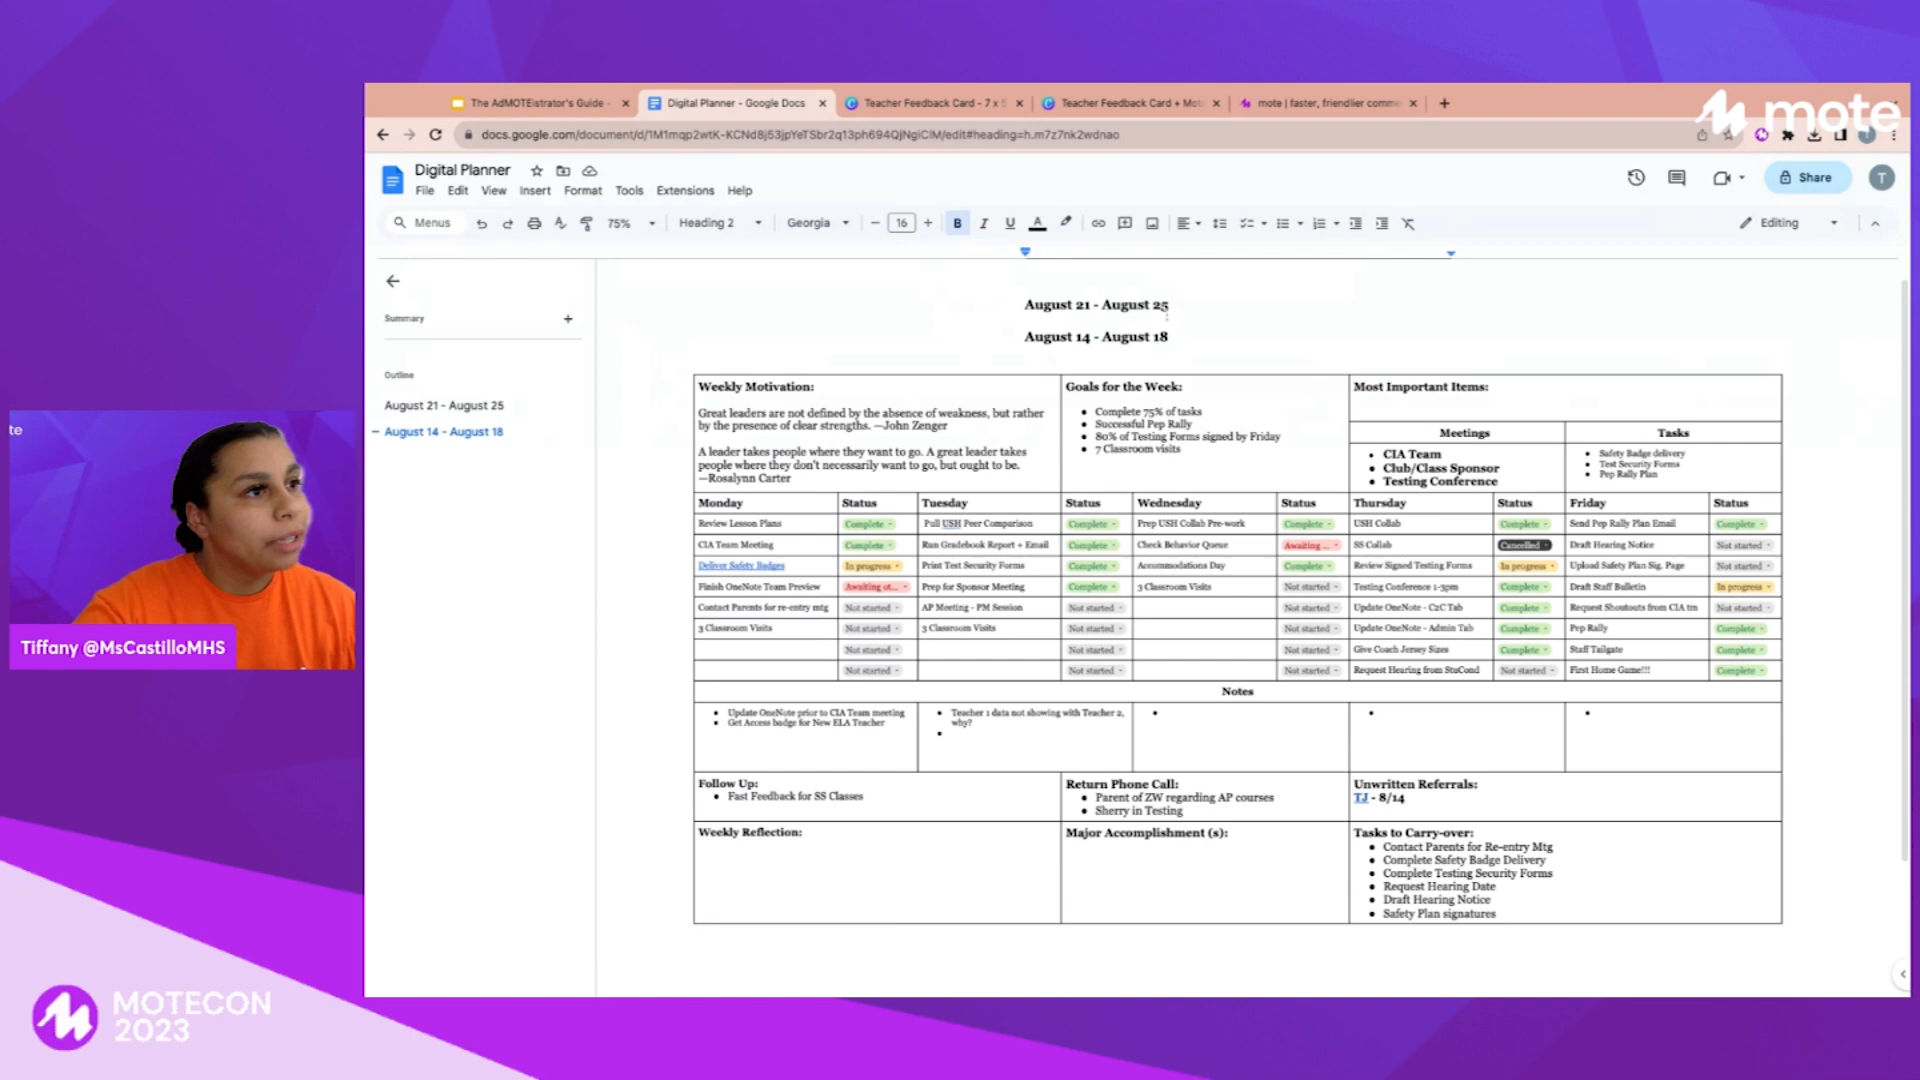 mote
The AdMOTEistrator's Guide -
Digital Planner - Google Docs
Teacher Feedback Card - 7 x 5
Teacher Feedback Card + Mot
mote | faster, friendlier comme
docs.google.com/document/d/1M1mqp2wtK-KCNd8j53jpYeTSbr2q13ph694QjNgiCiM/edit#heading=h.m7z7nk2wdnao
Digital Planner
File Edit View Insert Format Tools Extensions Help
Share
T
Menus 75% Heading 2 Georgia 16 B I U A Editing
Summary
Outline
August 21 - August 25
August 14 - August 18
August 21 - August 25
August 14 - August 18
Weekly Motivation:
Great leaders are not defined by the absence of weakness, but rather
by the presence of clear strengths. —John Zenger
A leader takes people where they want to go. A great leader takes
people where they don't necessarily want to go, but ought to be.
—Rosalynn Carter
Goals for the Week:
Complete 75% of tasks
Successful Pep Rally
80% of Testing Forms signed by Friday
7 Classroom visits
Most Important Items:
Meetings Tasks
CIA Team
Club/Class Sponsor
Testing Conference
Safety Badge delivery
Test Security Forms
Pep Rally Plan
Monday Status Tuesday Status Wednesday Status Thursday Status Friday Status
Review Lesson Plans Complete Pull USH Peer Comparison Complete Prep USH Collab Pre-work Complete USH Collab Complete Send Pep Rally Plan Email Complete
CIA Team Meeting Complete Run Gradebook Report + Email Complete Check Behavior Queue Awaiting ... SS Collab Cancelled Draft Hearing Notice Not started
Deliver Safety Badges In progress Print Test Security Forms Complete Accommodations Day Complete Review Signed Testing Forms In progress Upload Safety Plan Sig. Page Not started
Finish OneNote Team Preview Awaiting ot... Prep for Sponsor Meeting Complete 3 Classroom Visits Not started Testing Conference 1-3pm Complete Draft Staff Bulletin In progress
Contact Parents for re-entry mtg Not started AP Meeting - PM Session Not started Not started Update OneNote - C2C Tab Complete Request Shoutouts from CIA tm Not started
3 Classroom Visits Not started 3 Classroom Visits Not started Not started Update OneNote - Admin Tab Complete Pep Rally Complete
Not started Not started Not started Give Coach Jersey Sizes Complete Staff Tailgate Complete
Not started Not started Not started Request Hearing from StuCond Not started First Home Game!!! Complete
Notes
Update OneNote prior to CIA Team meeting
Get Access badge for New ELA Teacher
Teacher 1 data not showing with Teacher 2,
why?
Follow Up:
Fast Feedback for SS Classes
Return Phone Call:
Parent of ZW regarding AP courses
Sherry in Testing
Unwritten Referrals:
TJ - 8/14
Weekly Reflection:
Major Accomplishment (s):
Tasks to Carry-over:
Contact Parents for Re-entry Mtg
Complete Safety Badge Delivery
Complete Testing Security Forms
Request Hearing Date
Draft Hearing Notice
Safety Plan signatures
te
Tiffany @MsCastilloMHS
MOTECON
2023